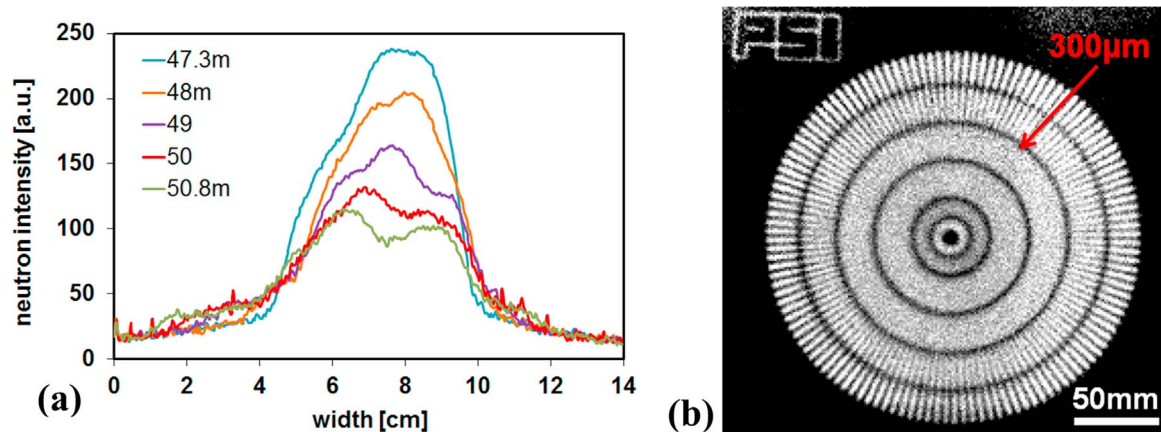 250
200
150
100
50
0
neutron intensity [a.u.]
47.3m
48m
49
50
50.8m
0 2 4 6 8 10 12 14
width [cm]
(a)
PSI
300µm
50mm
(b)